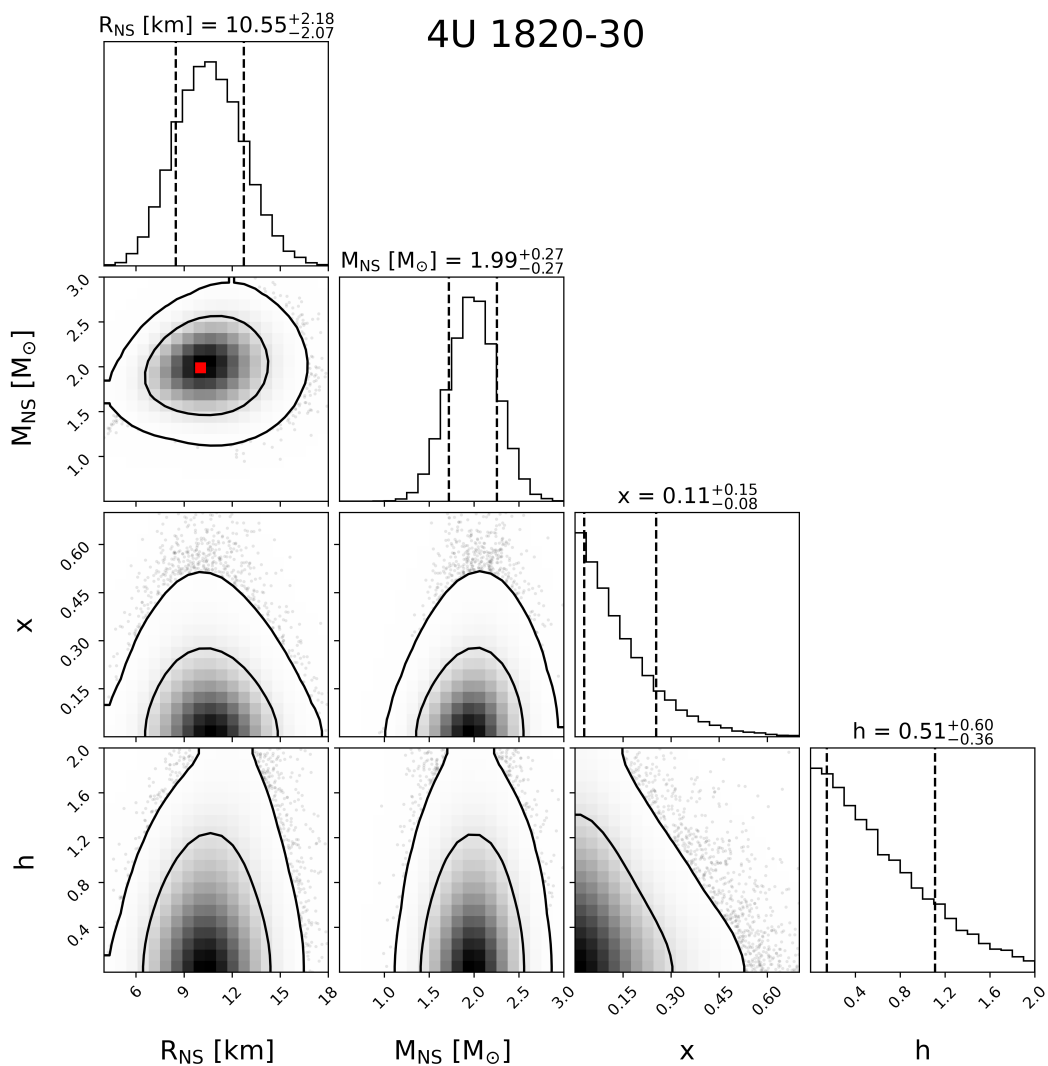 4U 1820-30
R_NS [km] = 10.55^{+2.18}_{−2.07}
M_NS [M_⊙] = 1.99^{+0.27}_{−0.27}
3.0
2.5
2.0
1.5
1.0
M_NS [M_⊙]
x = 0.11^{+0.15}_{−0.08}
0.60
0.45
0.30
0.15
x
h = 0.51^{+0.60}_{−0.36}
2.0
1.6
1.2
0.8
0.4
h
6 9 12 15 18 1.0 1.5 2.0 2.5 3.0 0.15 0.30 0.45 0.60 0.4 0.8 1.2 1.6 2.0
R_NS [km] M_NS [M_⊙] x h